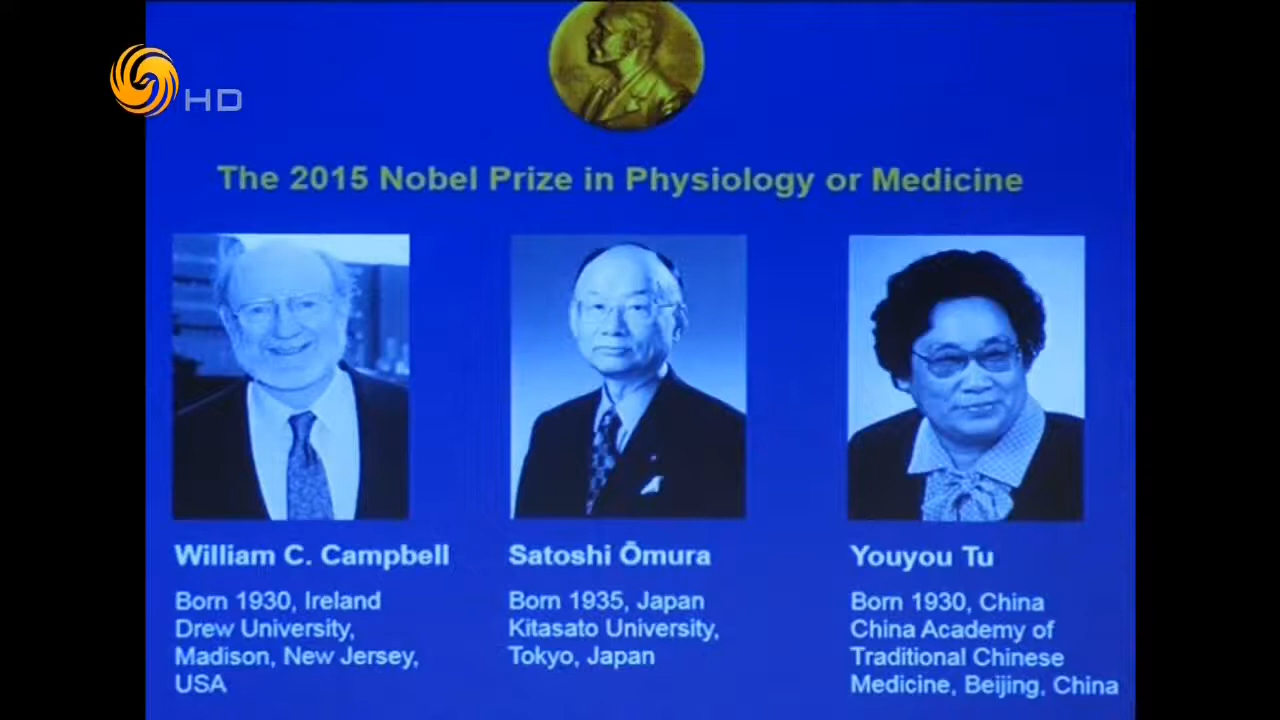 HD
The 2015 Nobel Prize in Physiology or Medicine
William C. Campbell
Born 1930, Ireland
Drew University,
Madison, New Jersey,
USA
Satoshi Ōmura
Born 1935, Japan
Kitasato University,
Tokyo, Japan
Youyou Tu
Born 1930, China
China Academy of
Traditional Chinese
Medicine, Beijing, China